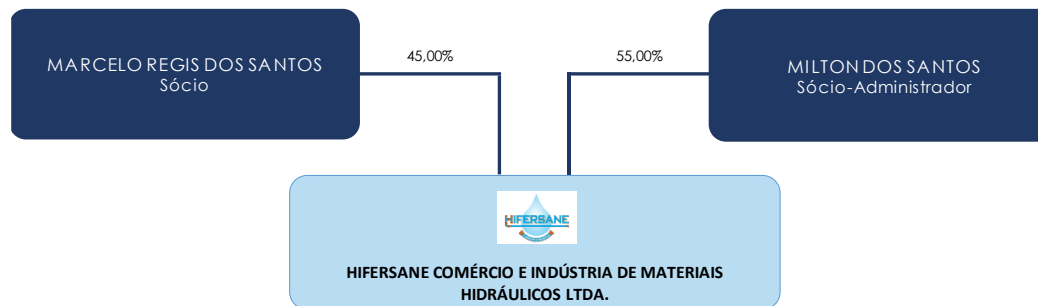 MARCELO REGIS DOS SANTOS
Sócio
45,00%
55,00%
MILTON DOS SANTOS
Sócio-Administrador
HIFERSANE
HIFERSANE COMÉRCIO E INDÚSTRIA DE MATERIAIS
HIDRÁULICOS LTDA.